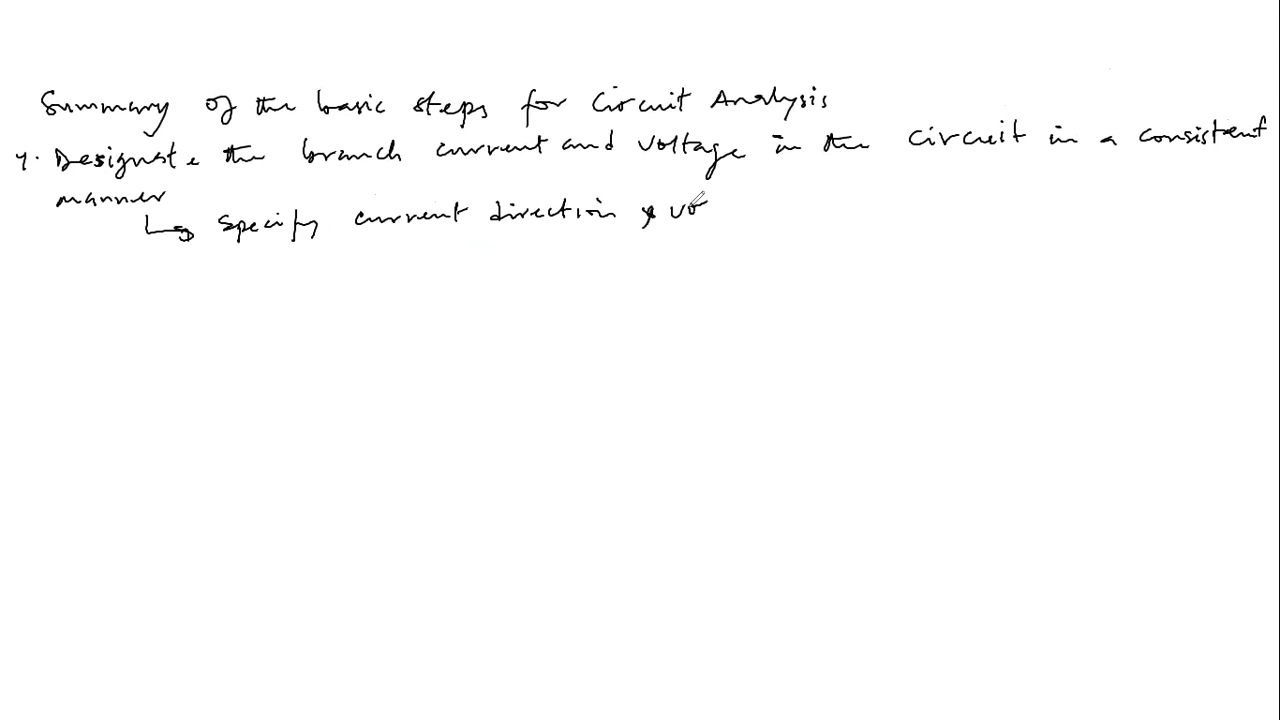 Summary of the basic steps for Circuit Analysis
1. Designate the branch current and voltage in the circuit in a consistent
manner
↳ Specify current direction & vo